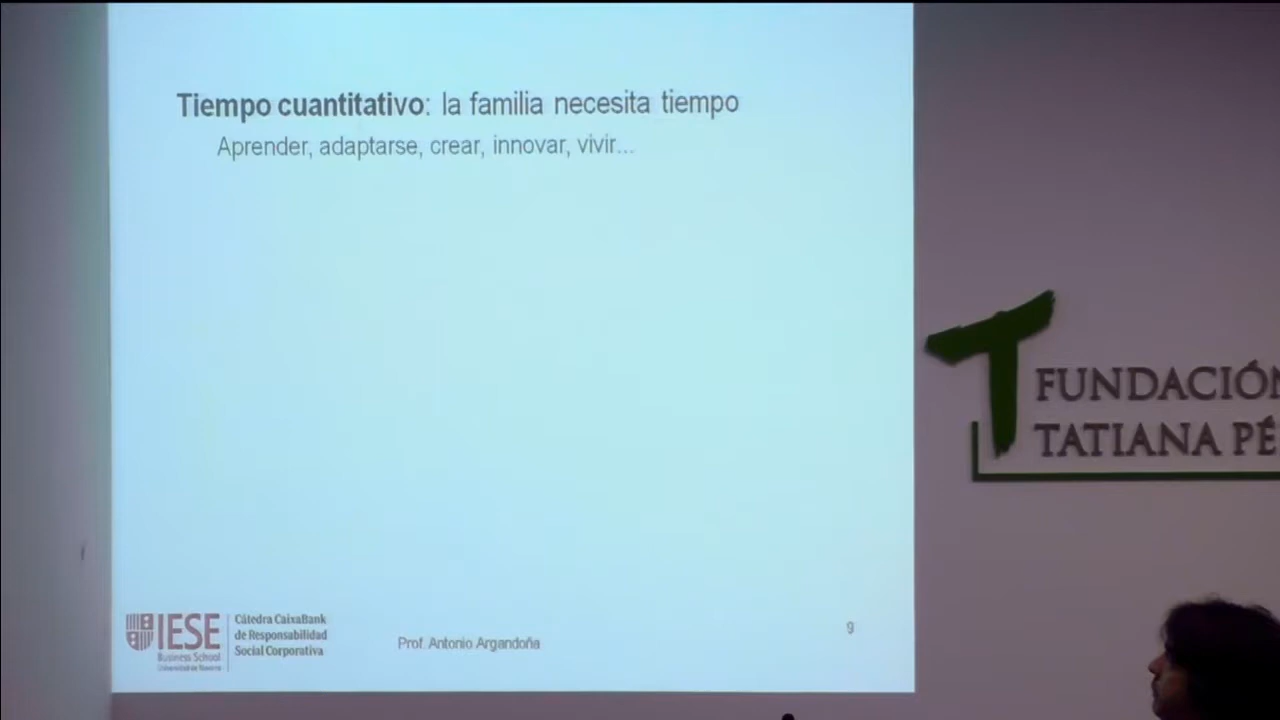 Tiempo cuantitativo: la familia necesita tiempo
Aprender, adaptarse, crear, innovar, vivir...
IESE
Business School
Universidad de Navarra
Cátedra CaixaBank
de Responsabilidad
Social Corporativa
Prof. Antonio Argandoña
9
FUNDACIÓN
TATIANA PÉ